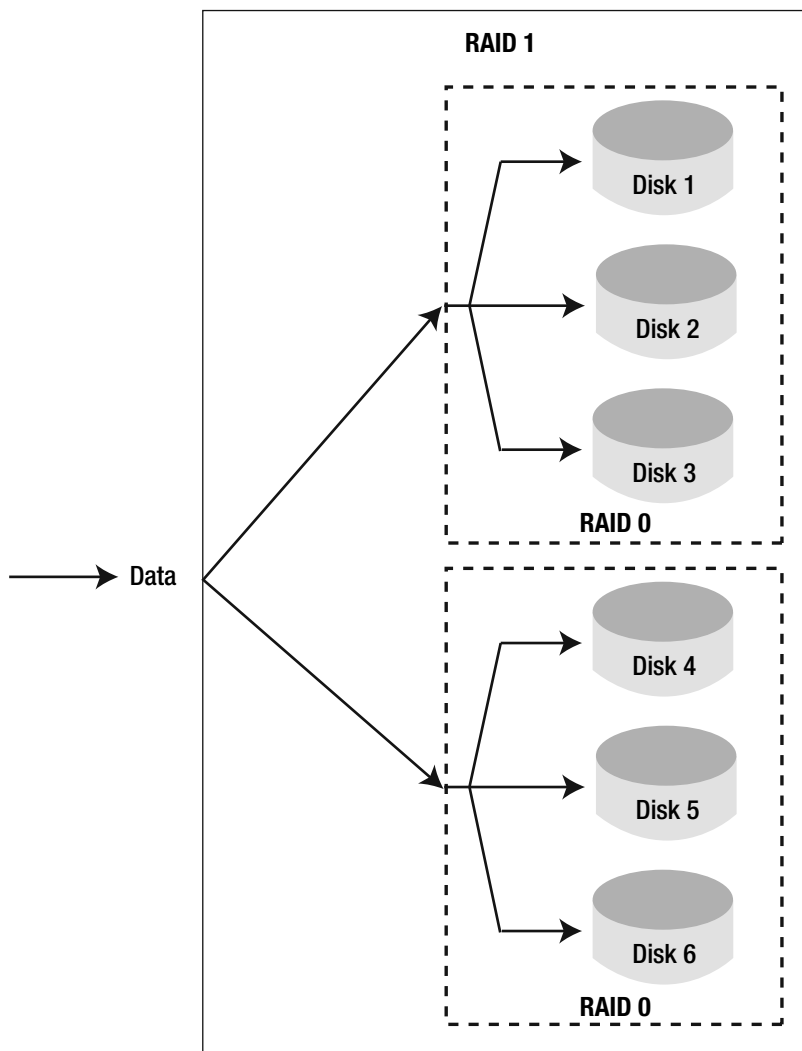 RAID 1
Disk 1
Disk 2
Disk 3
RAID 0
Data
Disk 4
Disk 5
Disk 6
RAID 0